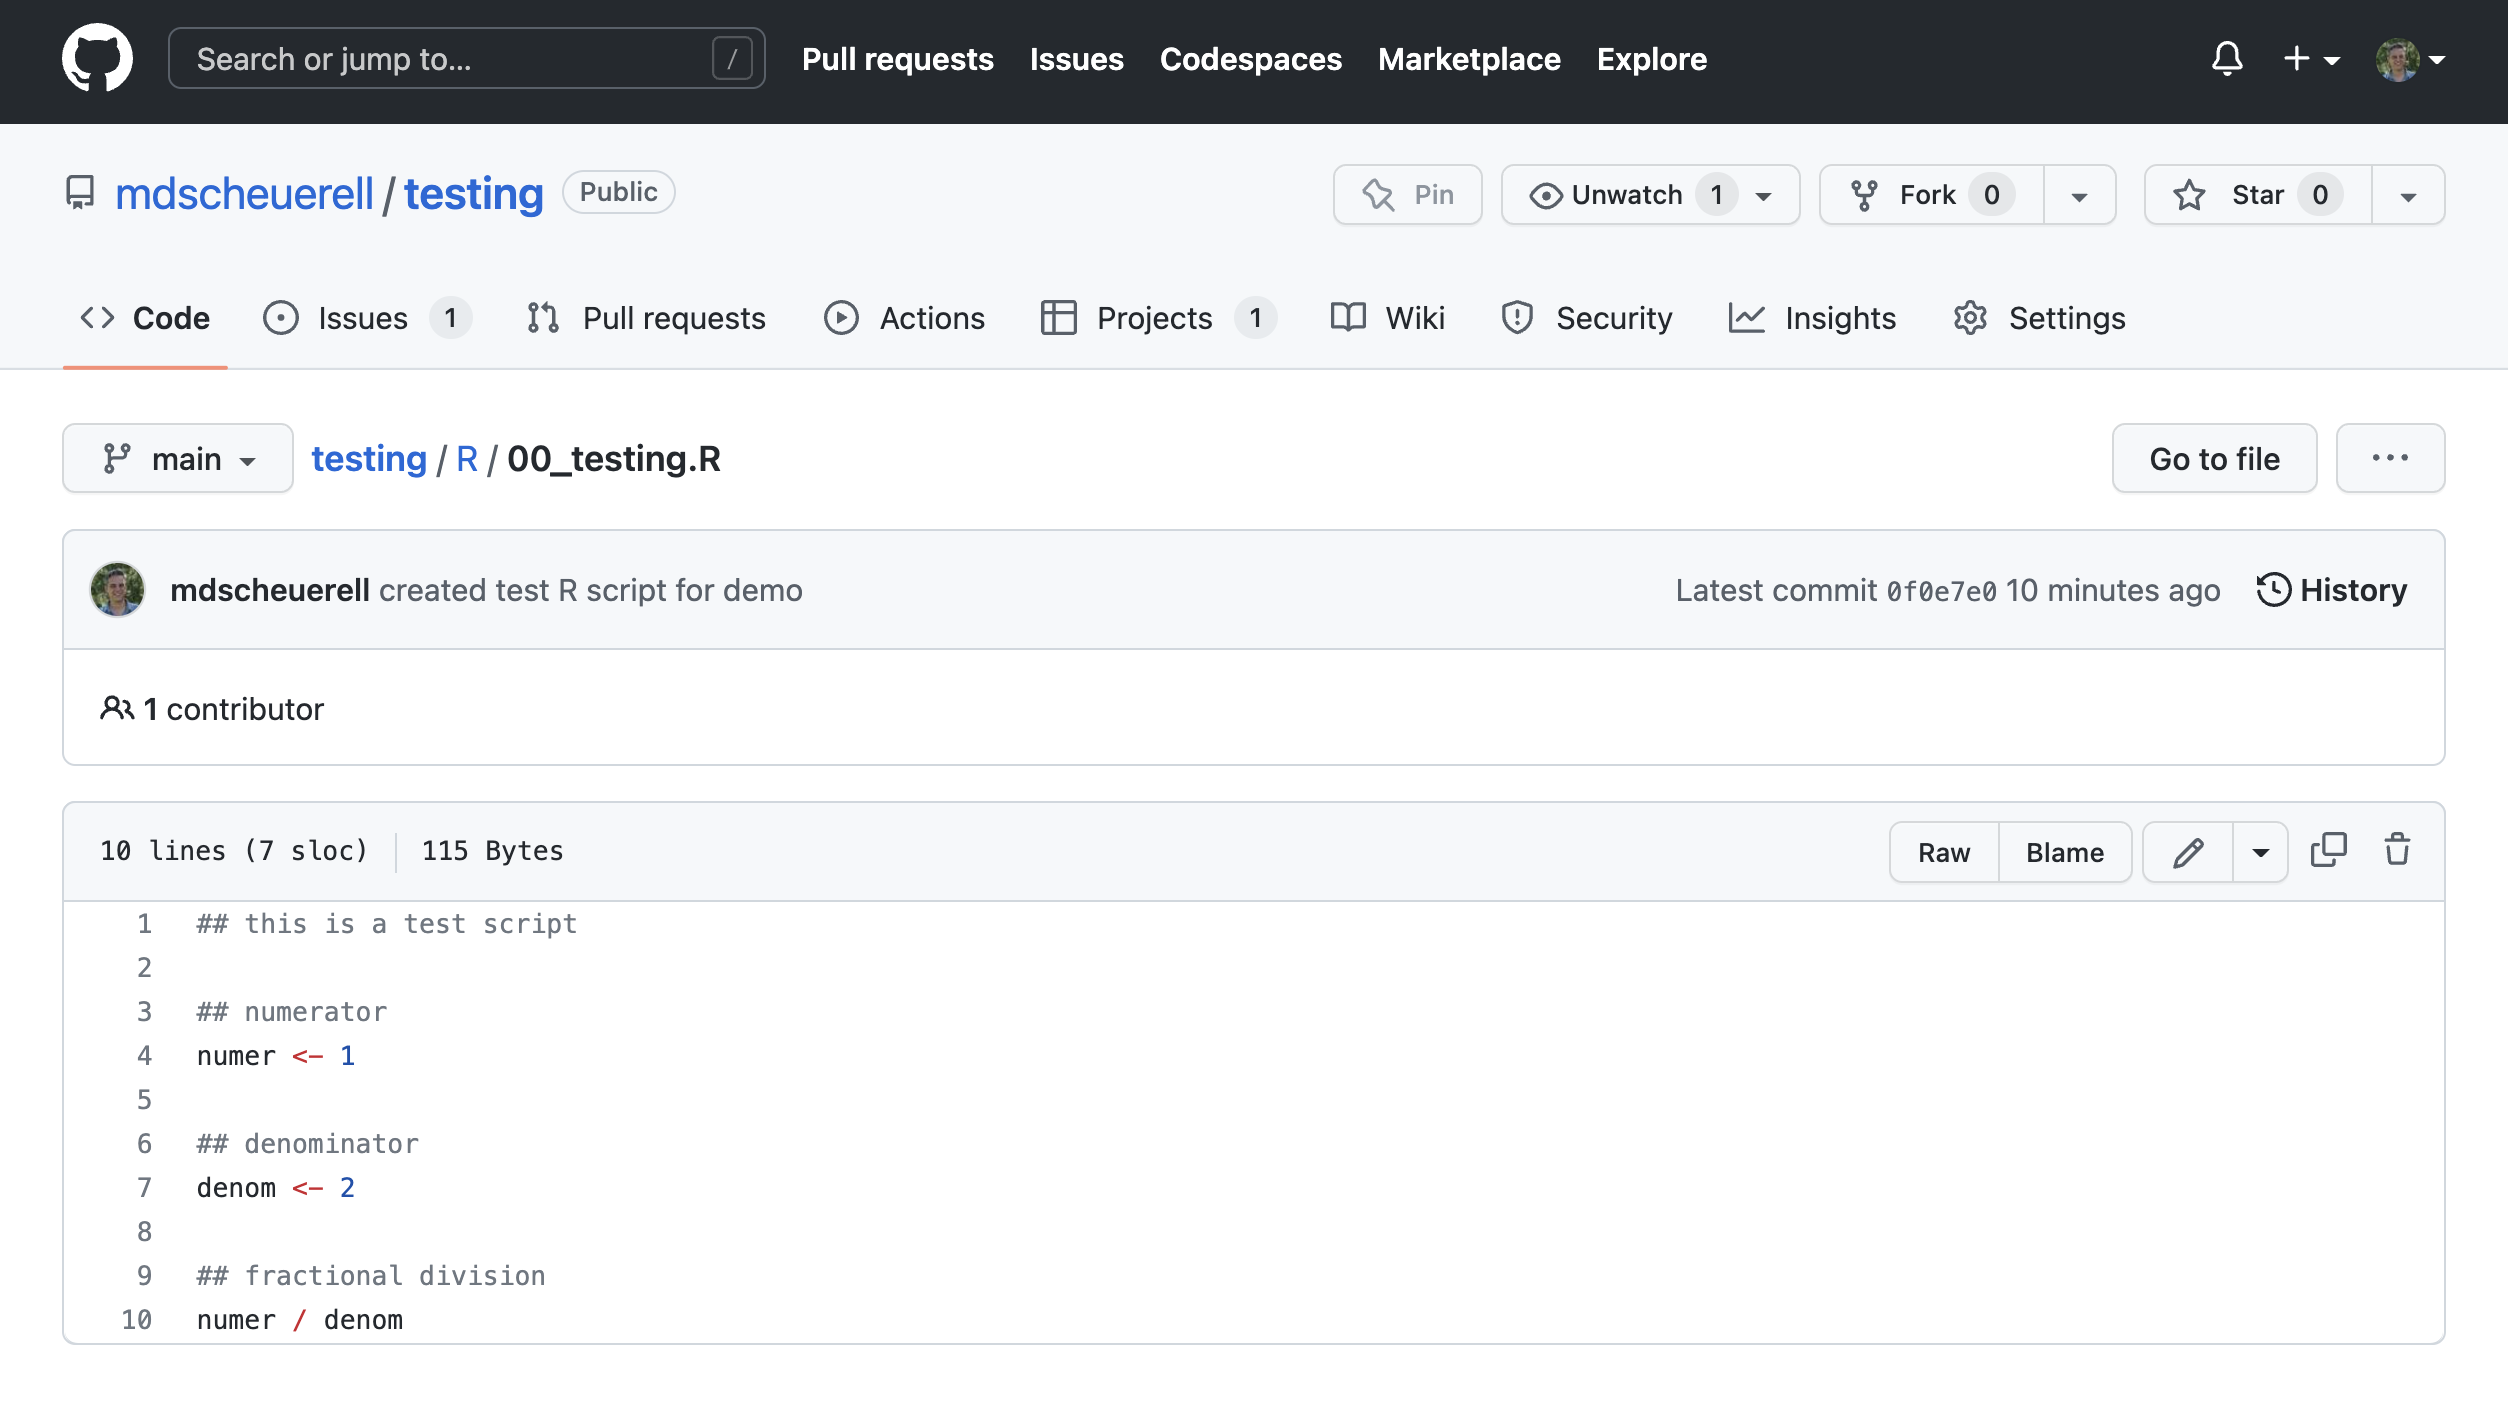 Search or jump to... /
Pull requests Issues Codespaces Marketplace Explore
mdscheuerell / testing Public
Pin Unwatch 1 Fork 0 Star 0
Code Issues 1 Pull requests Actions Projects 1 Wiki Security Insights Settings
main testing / R / 00_testing.R Go to file ...
mdscheuerell created test R script for demo Latest commit 0f0e7e0 10 minutes ago History
1 contributor
10 lines (7 sloc) 115 Bytes Raw Blame
1 ## this is a test script
2
3 ## numerator
4 numer <- 1
5
6 ## denominator
7 denom <- 2
8
9 ## fractional division
10 numer / denom